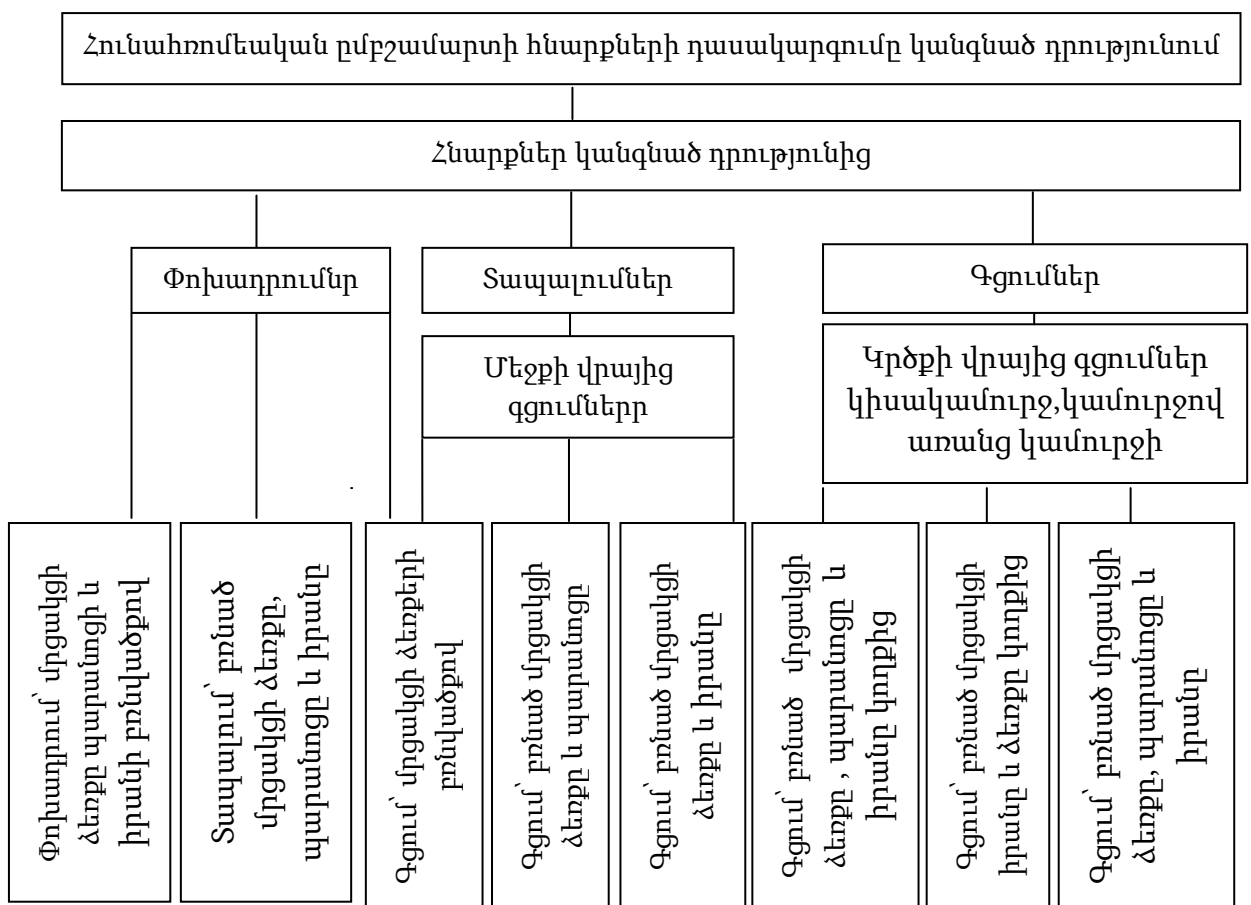 Հունահռոմեական ըմբշամարտի հնարքների դասակարգումը կանգնած դրությունում
Հնարքներ կանգնած դրությունից
Փոխադրումնր
Տապալումներ
Գցումներ
Մեջքի վրայից
գցումներր
Կրծքի վրայից գցումներ
կիսակամուրջ,կամուրջով
առանց կամուրջի
Փոխադրում՝ մրցակցի
ձեռքը պարանոցի և
իրանի բռնվածքով
Տապալում՝ բռնած
մրցակցի ձեռքը,
պարանոցը և իրանը
Գցում՝ մրցակցի ձեռքերի
բռնվածքով
Գցում՝ բռնած մրցակցի
ձեռքը և պարանոցը
Գցում՝ բռնած մրցակցի
ձեռքը և իրանը
Գցում՝ բռնած մրցակցի
ձեռքը , պարանոցը և
իրանը կողքից
Գցում՝ բռնած մրցակցի
իրանը և ձեռքը կողքից
Գցում՝ բռնած մրցակցի
ձեռքը, պարանոցը և
իրանը